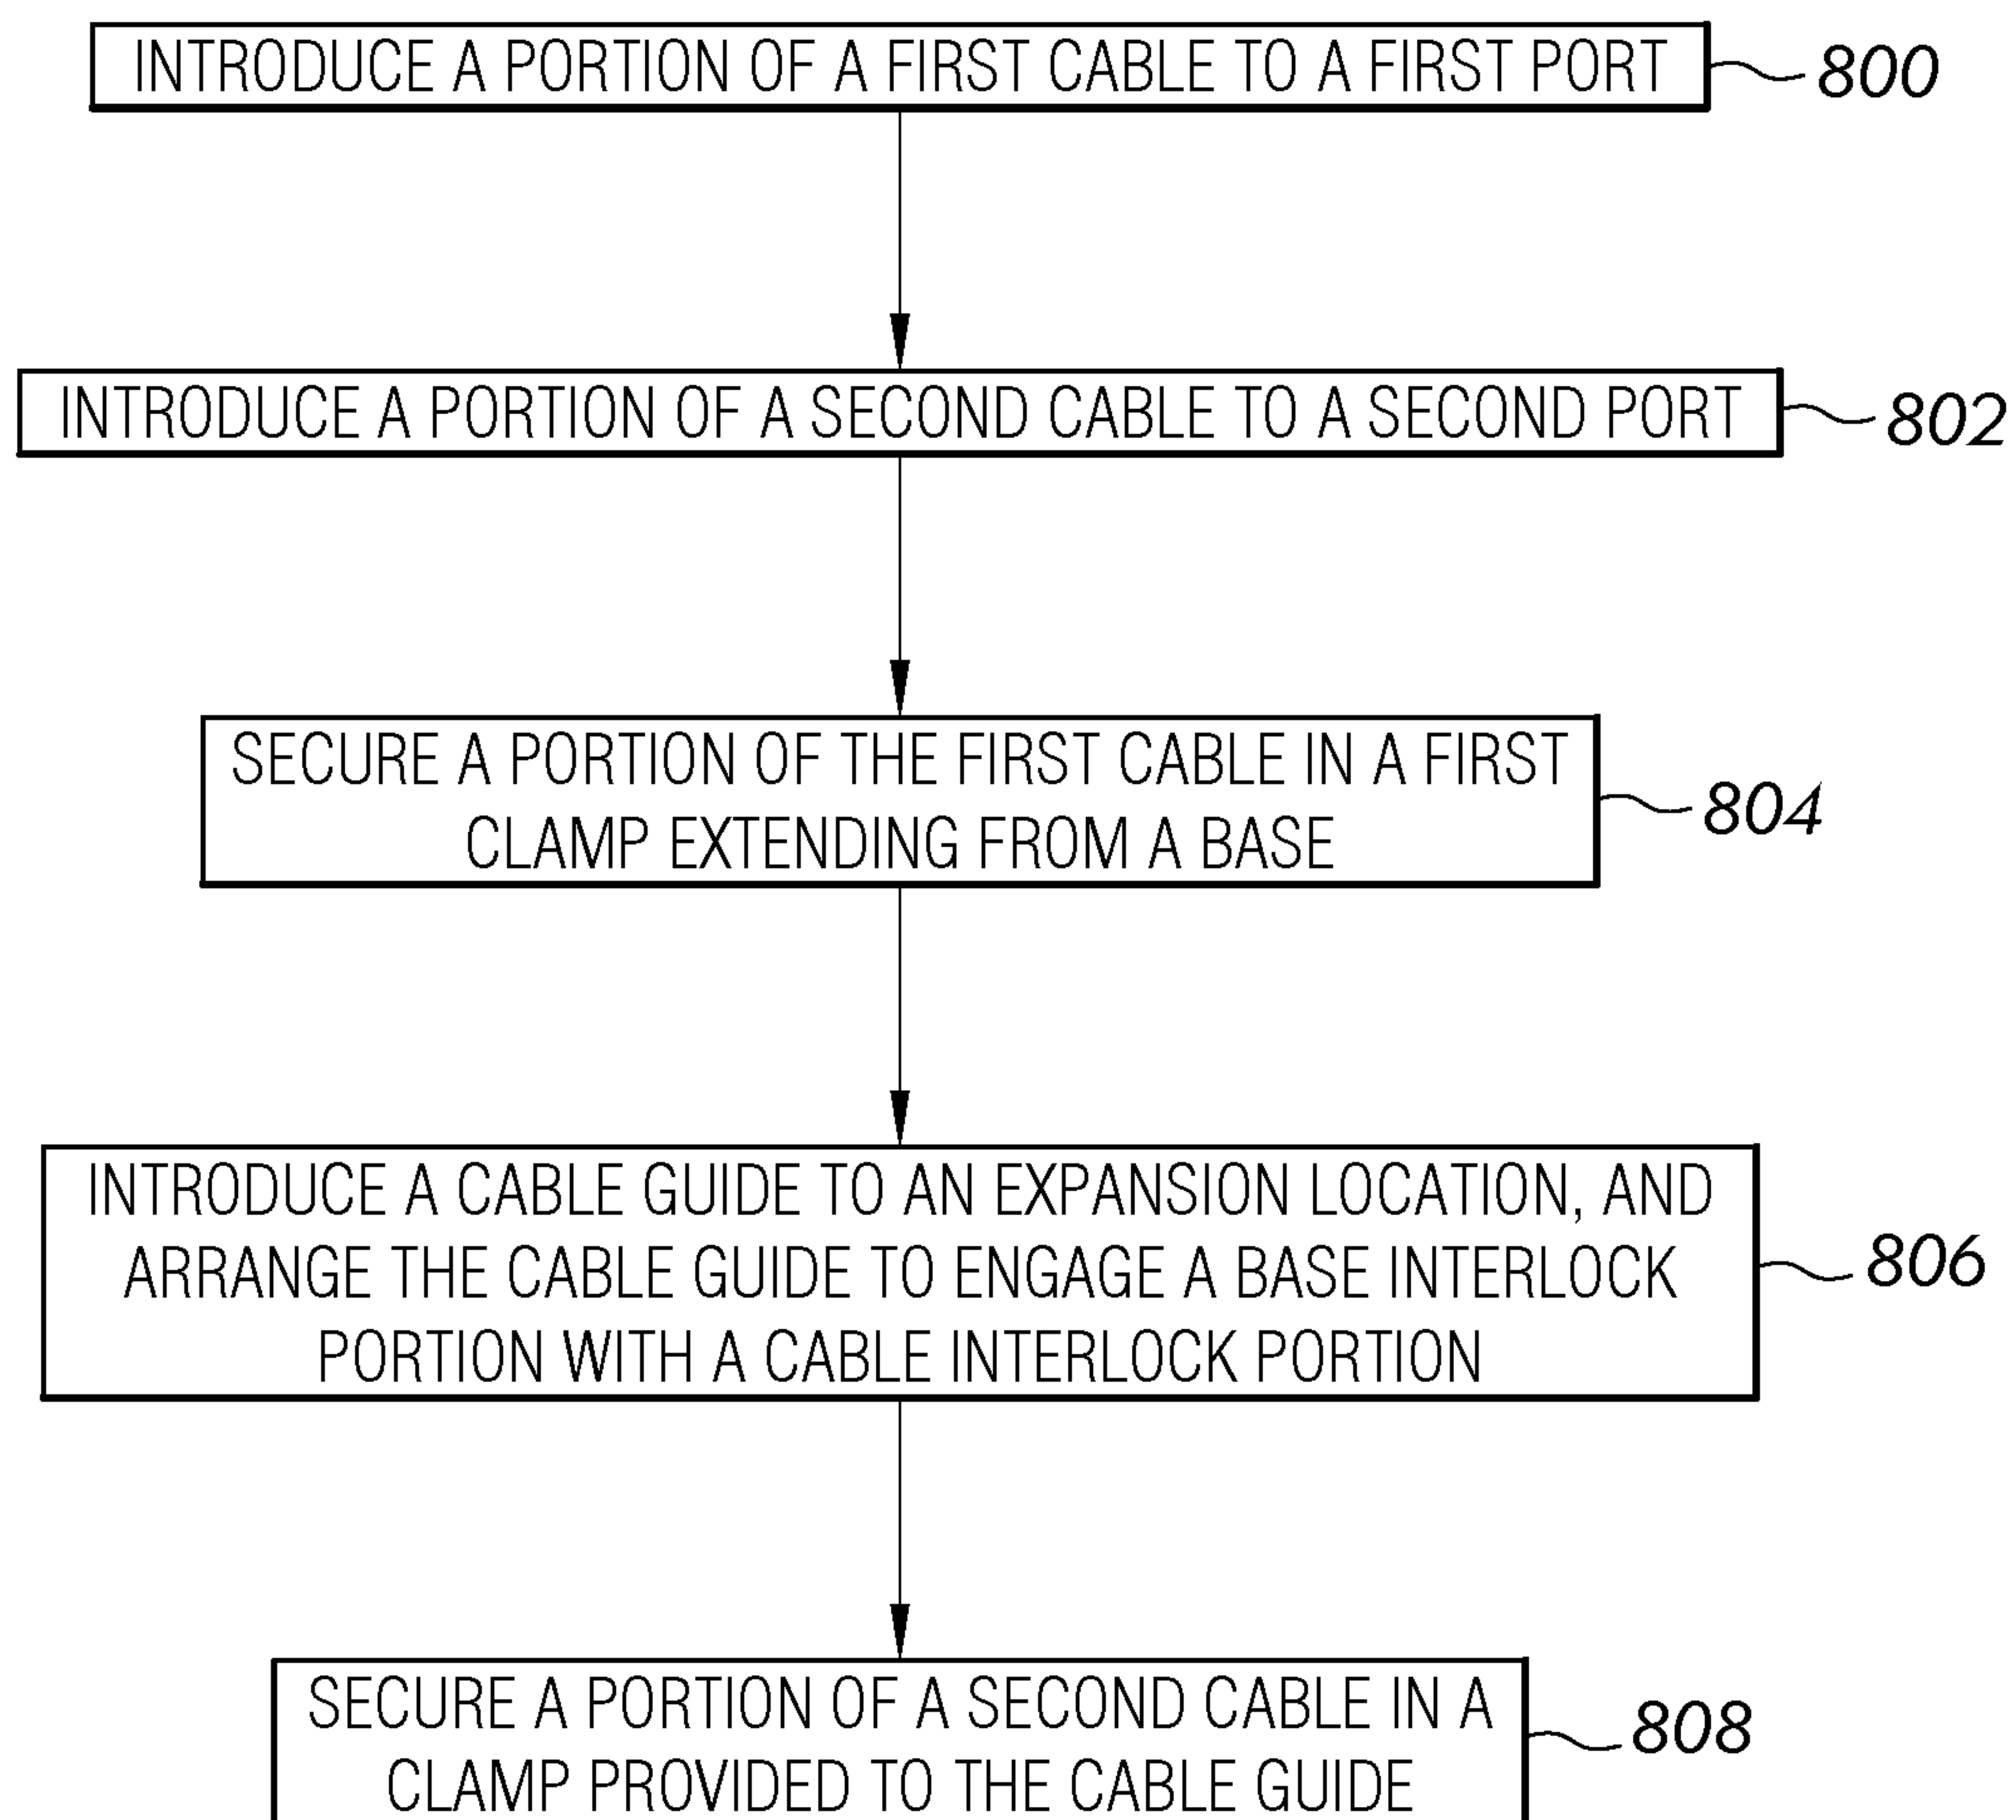 INTRODUCE A PORTION OF A FIRST CABLE TO A FIRST PORT
800
INTRODUCE A PORTION OF A SECOND CABLE TO A SECOND PORT
802
SECURE A PORTION OF THE FIRST CABLE IN A FIRST
CLAMP EXTENDING FROM A BASE
804
INTRODUCE A CABLE GUIDE TO AN EXPANSION LOCATION, AND
ARRANGE THE CABLE GUIDE TO ENGAGE A BASE INTERLOCK
PORTION WITH A CABLE INTERLOCK PORTION
806
SECURE A PORTION OF A SECOND CABLE IN A
CLAMP PROVIDED TO THE CABLE GUIDE
808